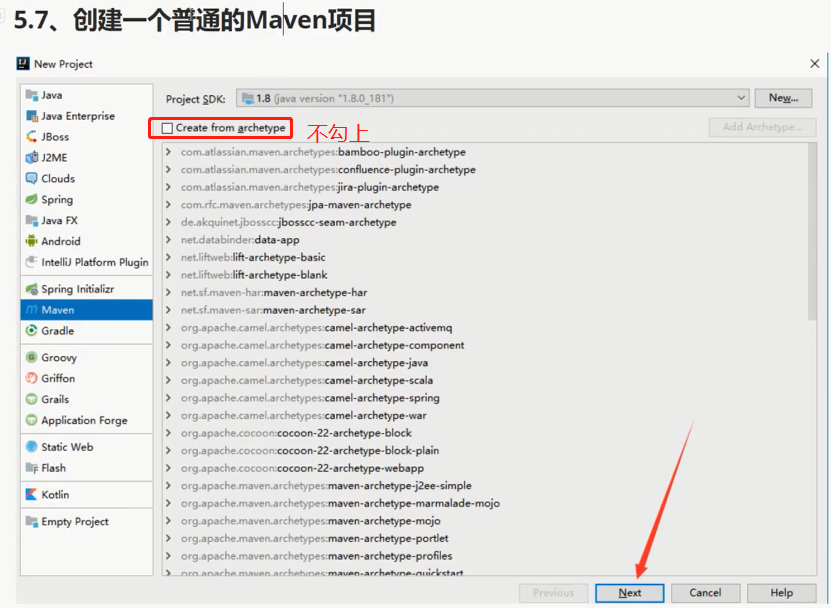 5.7、创建一个普通的Maven项目
New Project
Java
Java Enterprise
JBoss
J2ME
Clouds
Spring
Java FX
Android
IntelliJ Platform Plugin
Spring Initializr
Maven
Gradle
Groovy
Griffon
Grails
Application Forge
Static Web
Flash
Kotlin
Empty Project
Project SDK: 1.8 (java version "1.8.0_181") New...
Create from archetype 不勾上 Add Archetype...
com.atlassian.maven.archetypes:bamboo-plugin-archetype
com.atlassian.maven.archetypes:confluence-plugin-archetype
com.atlassian.maven.archetypes:jira-plugin-archetype
com.rfc.maven.archetypes:jpa-maven-archetype
de.akquinet.jbosscc:jbosscc-seam-archetype
net.databinder:data-app
net.liftweb:lift-archetype-basic
net.liftweb:lift-archetype-blank
net.sf.maven-har:maven-archetype-har
net.sf.maven-sar:maven-archetype-sar
org.apache.camel.archetypes:camel-archetype-activemq
org.apache.camel.archetypes:camel-archetype-component
org.apache.camel.archetypes:camel-archetype-java
org.apache.camel.archetypes:camel-archetype-scala
org.apache.camel.archetypes:camel-archetype-spring
org.apache.camel.archetypes:camel-archetype-war
org.apache.cocoon:cocoon-22-archetype-block
org.apache.cocoon:cocoon-22-archetype-block-plain
org.apache.cocoon:cocoon-22-archetype-webapp
org.apache.maven.archetypes:maven-archetype-j2ee-simple
org.apache.maven.archetypes:maven-archetype-marmalade-mojo
org.apache.maven.archetypes:maven-archetype-mojo
org.apache.maven.archetypes:maven-archetype-portlet
org.apache.maven.archetypes:maven-archetype-profiles
org.apache.maven.archetypes:maven-archetype-quickstart
Previous Next Cancel Help